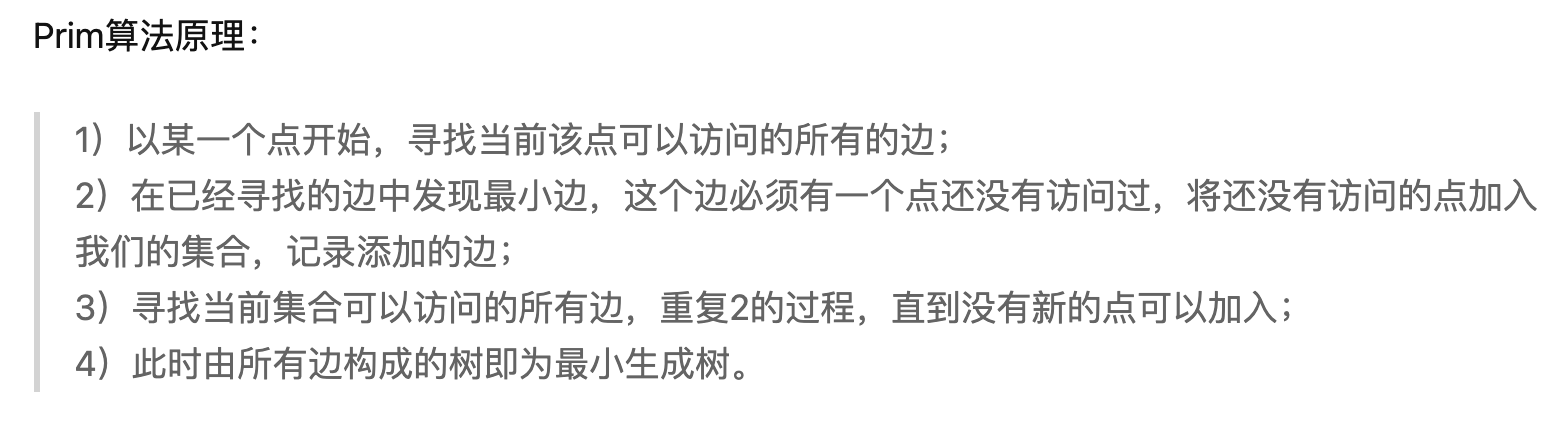 Prim算法原理：
1）以某一个点开始，寻找当前该点可以访问的所有的边；
2）在已经寻找的边中发现最小边，这个边必须有一个点还没有访问过，将还没有访问的点加入
我们的集合，记录添加的边；
3）寻找当前集合可以访问的所有边，重复2的过程，直到没有新的点可以加入；
4）此时由所有边构成的树即为最小生成树。